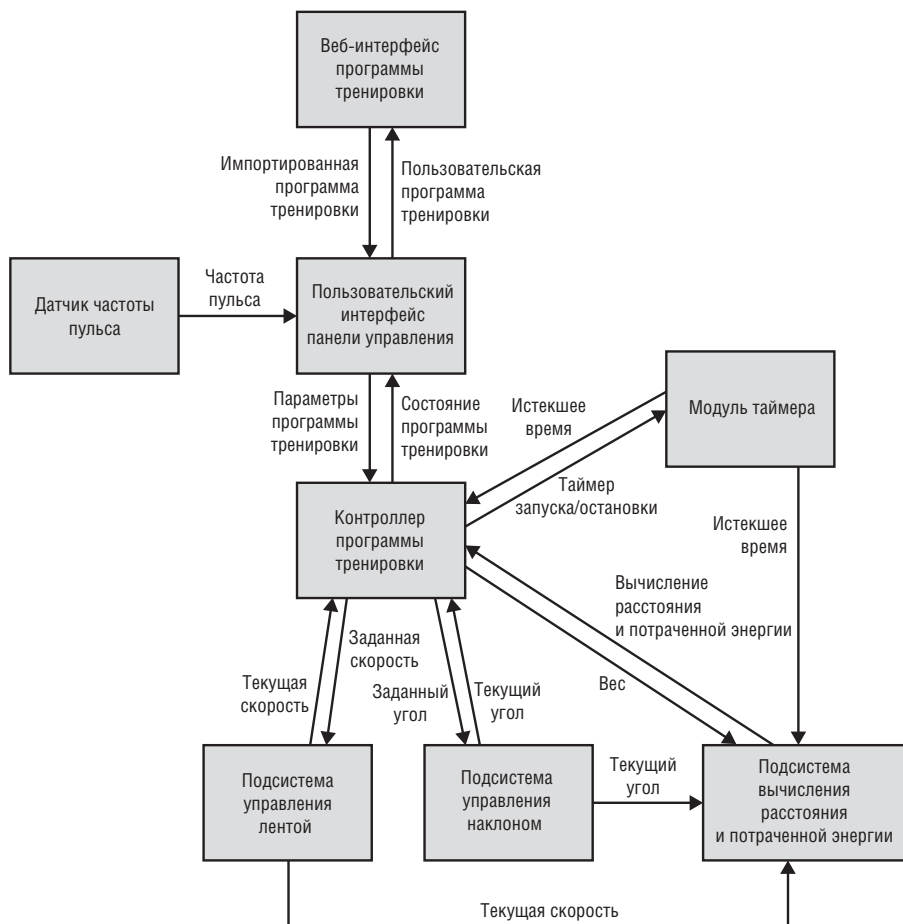 Веб-интерфейс
программы
тренировки
Импортированная
программа
тренировки
Пользовательская
программа
тренировки
Датчик частоты
пульса
Частота
пульса
Пользовательский
интерфейс
панели управления
Параметры
программы
тренировки
Состояние
программы
тренировки
Истекшее
время
Модуль таймера
Таймер
запуска/остановки
Контроллер
программы
тренировки
Истекшее
время
Вычисление
расстояния
и потраченной энергии
Вес
Текущая
скорость
Заданная
скорость
Заданный
угол
Текущий
угол
Подсистема
управления
лентой
Подсистема
управления
наклоном
Текущий
угол
Подсистема
вычисления
расстояния
и потраченной энергии
Текущая скорость